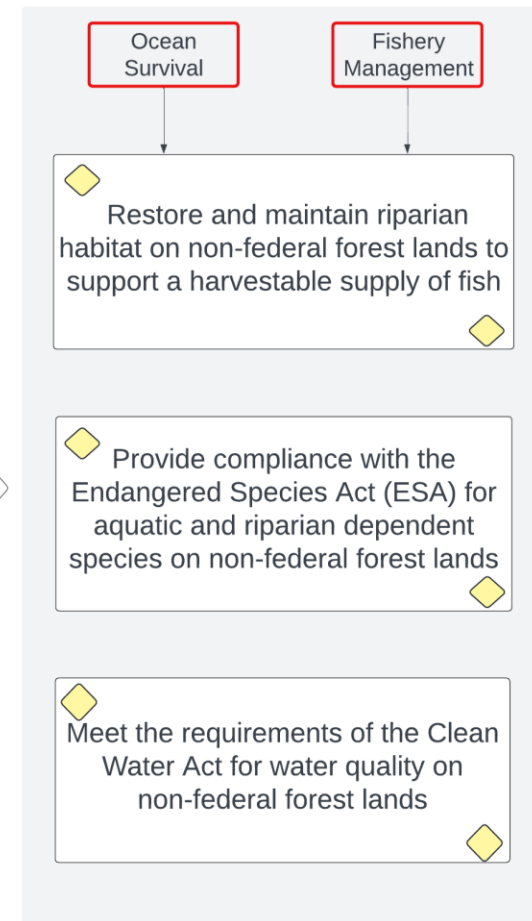 Ocean
Survival
Fishery
Management
Restore and maintain riparian
habitat on non-federal forest lands to
support a harvestable supply of fish
Provide compliance with the
Endangered Species Act (ESA) for
aquatic and riparian dependent
species on non-federal forest lands
Meet the requirements of the Clean
Water Act for water quality on
non-federal forest lands